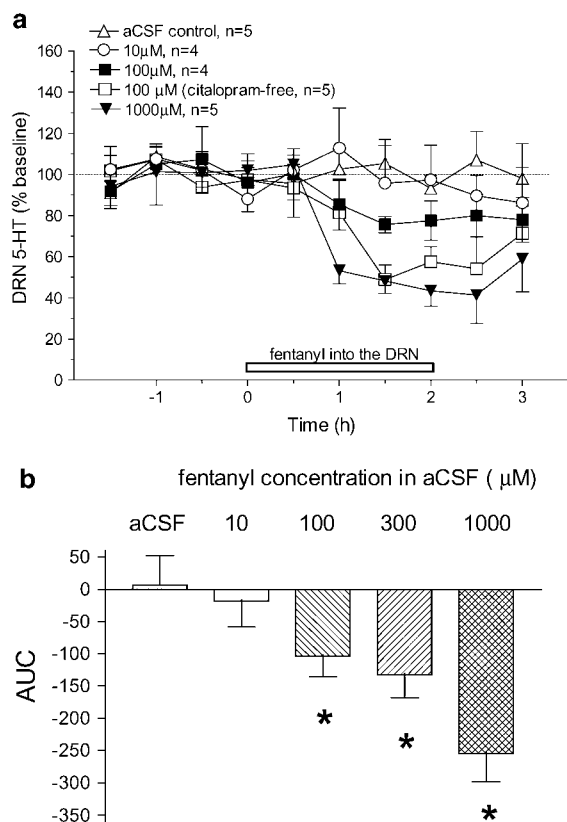 a
aCSF control, n=5
10µM, n=4
100µM, n=4
100 µM (citalopram-free, n=5)
1000µM, n=5
160
140
120
100
80
60
40
20
0
DRN 5-HT (% baseline)
fentanyl into the DRN
-1 0 1 2 3
Time (h)
b
fentanyl concentration in aCSF ( µM)
aCSF 10 100 300 1000
50
0
-50
-100
-150
-200
-250
-300
-350
AUC
* * *